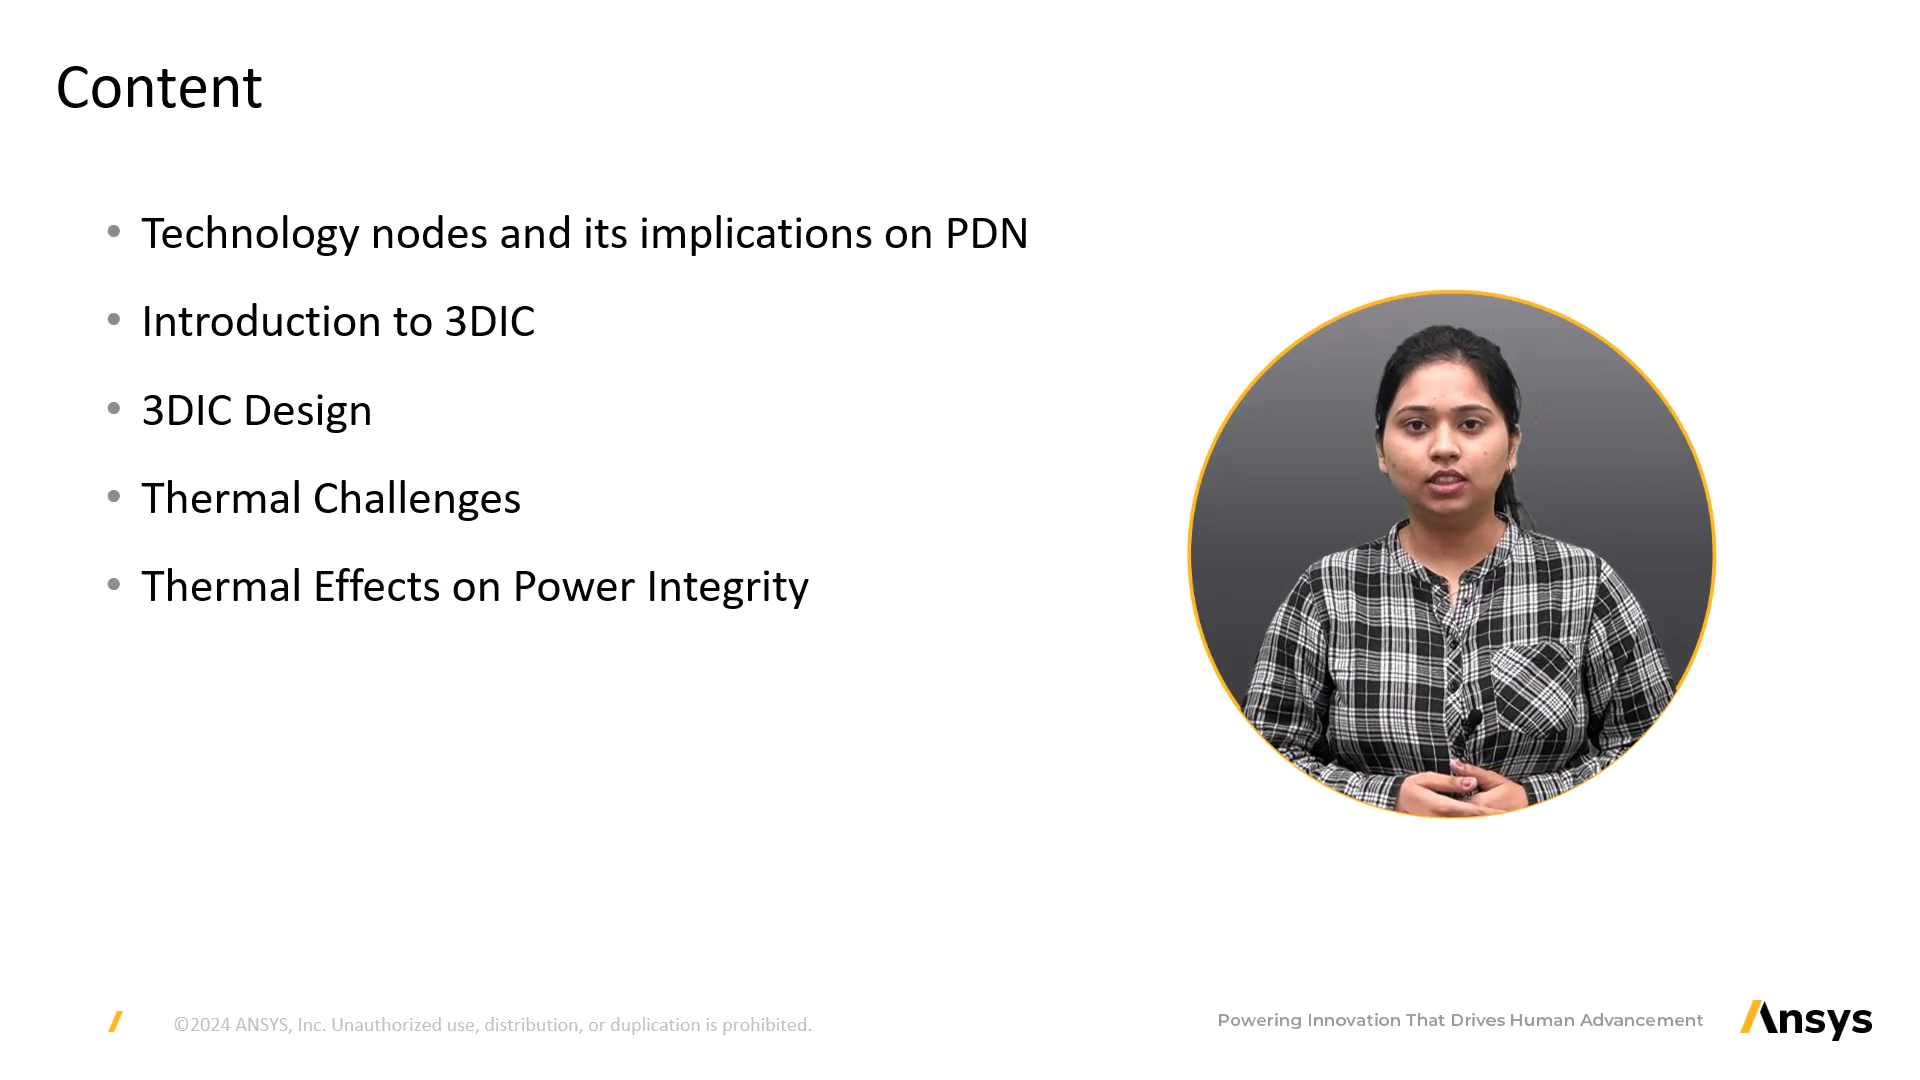 Content
• Technology nodes and its implications on PDN
• Introduction to 3DIC
• 3DIC Design
• Thermal Challenges
• Thermal Effects on Power Integrity
©2024 ANSYS, Inc. Unauthorized use, distribution, or duplication is prohibited.
Powering Innovation That Drives Human Advancement
Ansys